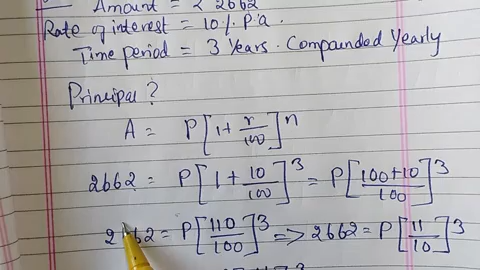 Amount = ₹ 2662
Rate of interest = 10% P.a.
Time period = 3 Years. Compounded Yearly
Principal?
A = P[1+ r/100]^n
2662 = P[1+ 10/100]^3 = P[100+10/100]^3
2662 = P[110/100]^3 => 2662 = P[11/10]^3